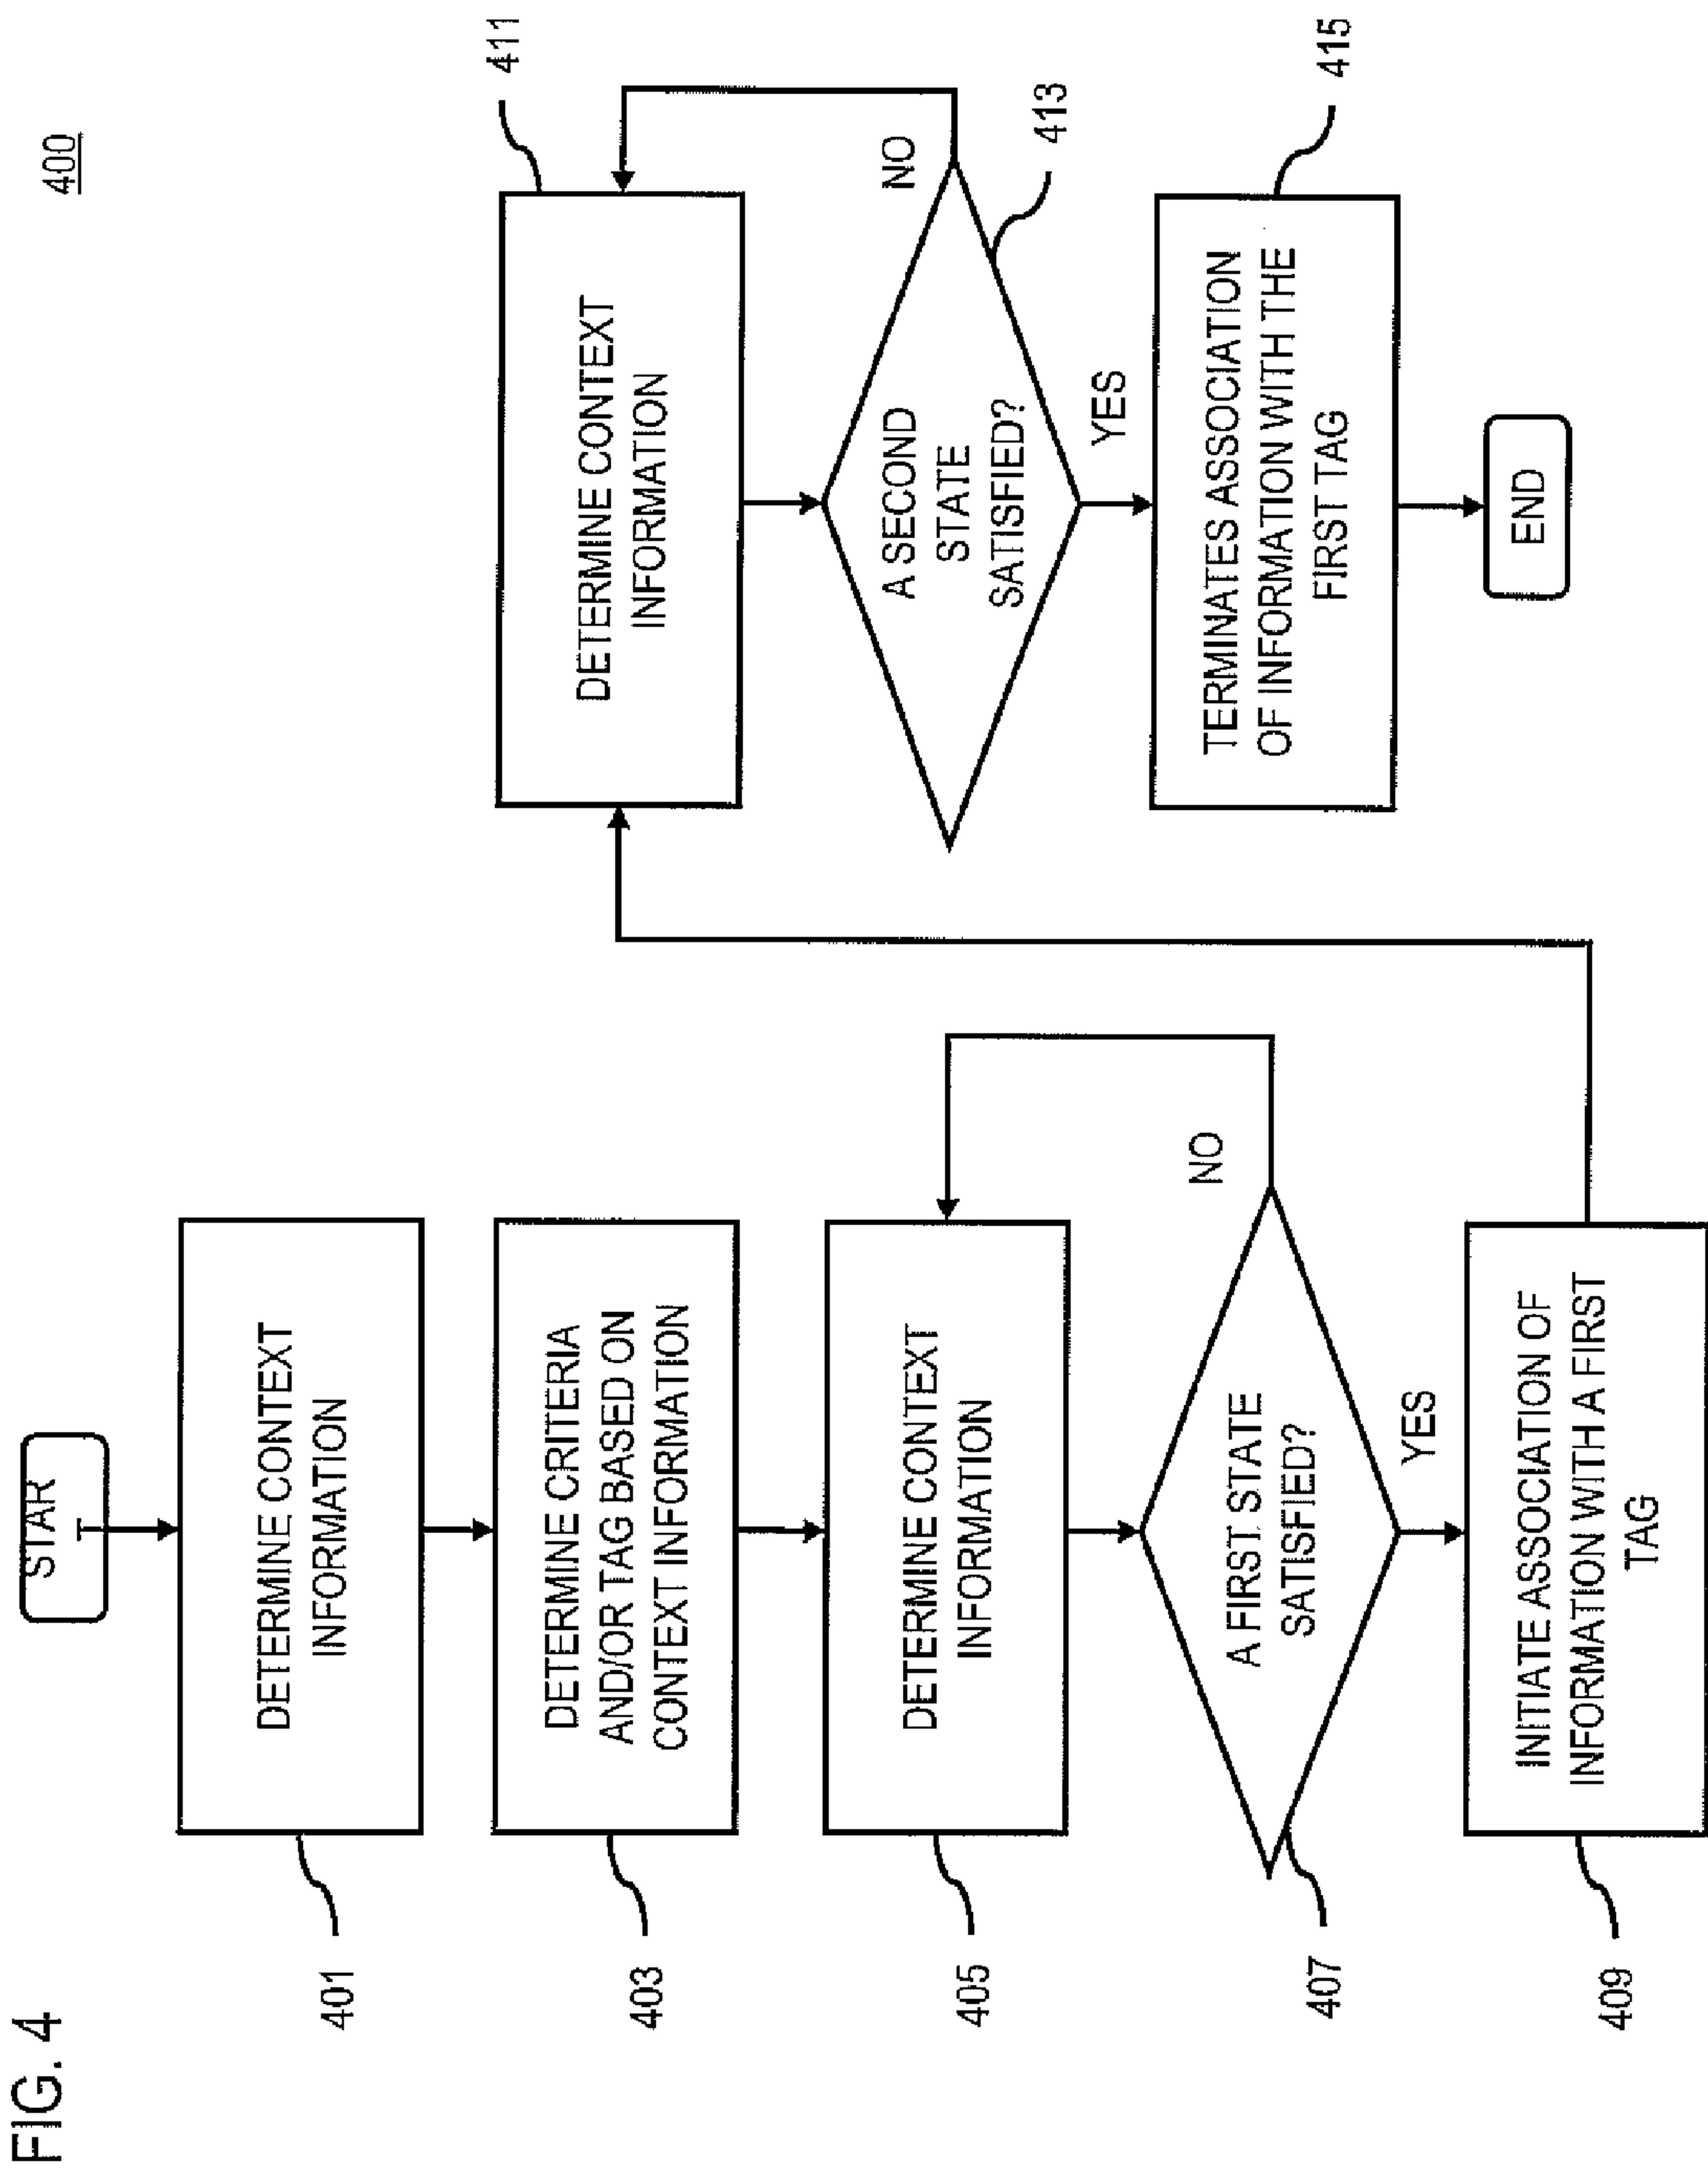 FIG. 4
400
STAR
T
DETERMINE CONTEXT
INFORMATION
401
DETERMINE CRITERIA
AND/OR TAG BASED ON
CONTEXT INFORMATION
403
DETERMINE CONTEXT
INFORMATION
405
A FIRST STATE
SATISFIED?
NO
YES
407
INITIATE ASSOCIATION OF
INFORMATION WITH A FIRST
TAG
409
411
DETERMINE CONTEXT
INFORMATION
NO
A SECOND
STATE
SATISFIED?
413
YES
TERMINATES ASSOCIATION
OF INFORMATION WITH THE
FIRST TAG
415
END